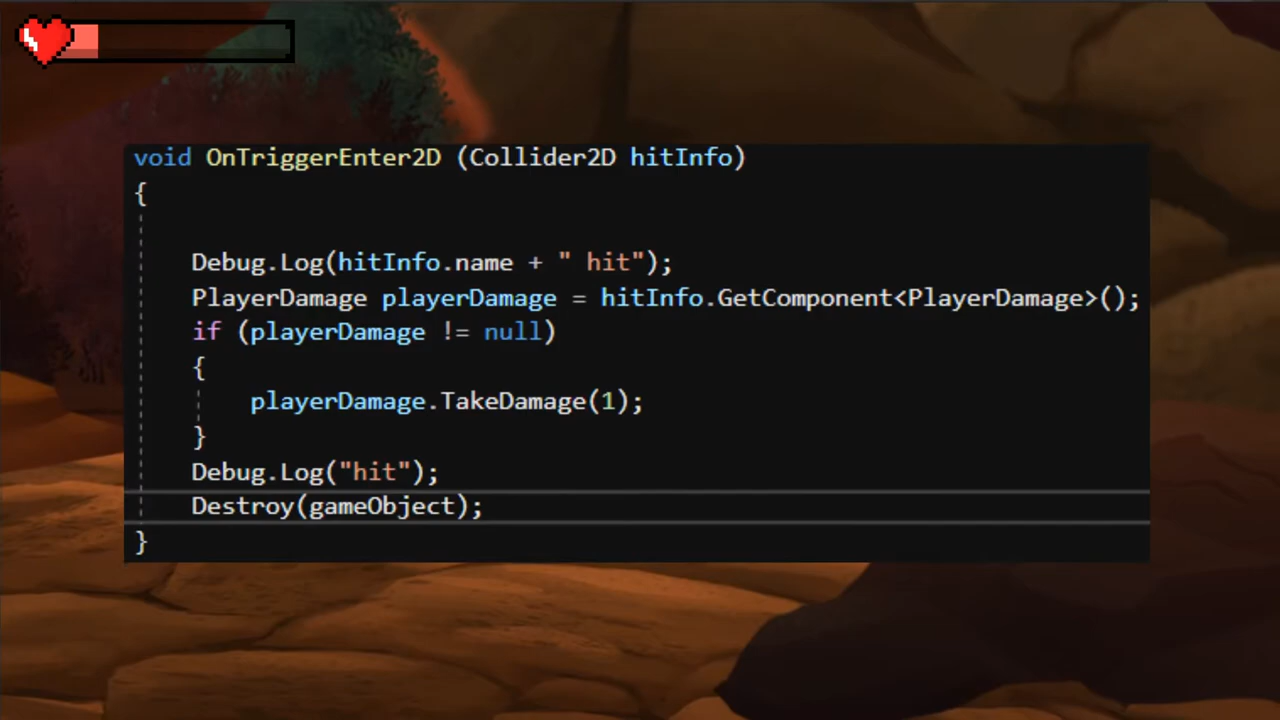 void OnTriggerEnter2D (Collider2D hitInfo)
{
Debug.Log(hitInfo.name + " hit");
PlayerDamage playerDamage = hitInfo.GetComponent<PlayerDamage>();
if (playerDamage != null)
{
playerDamage.TakeDamage(1);
}
Debug.Log("hit");
Destroy(gameObject);
}